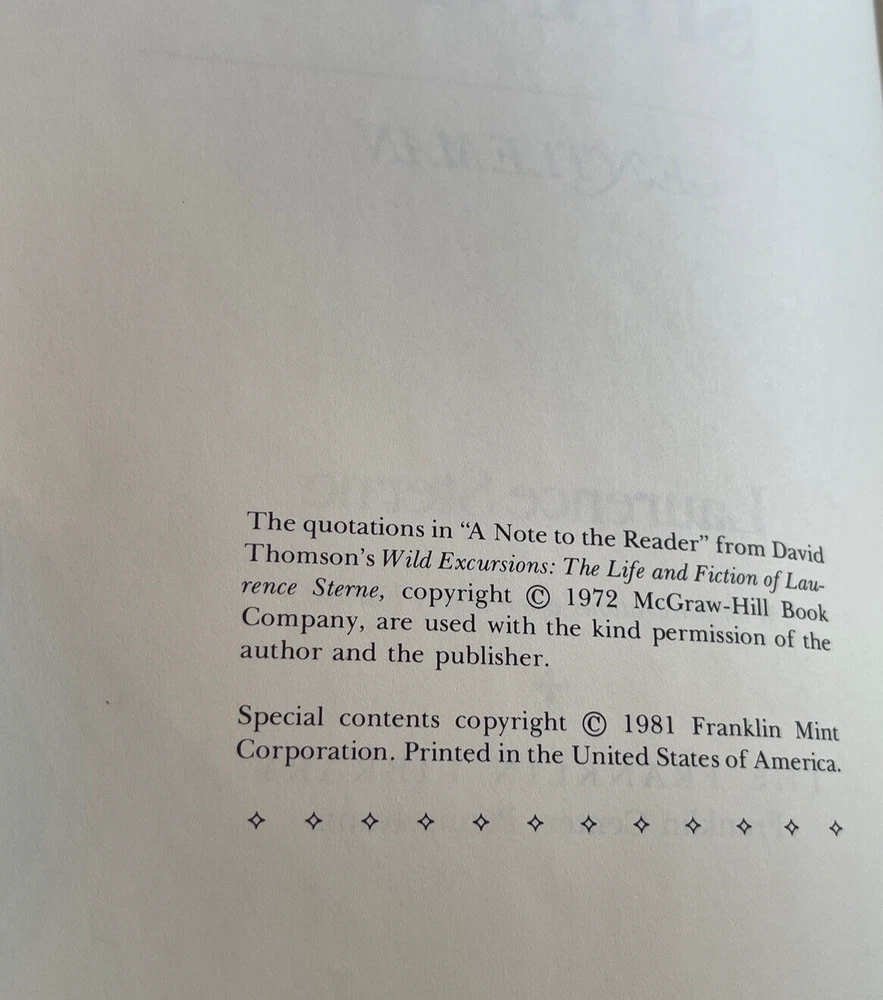 The quotations in “A Note to the Reader” from David
Thomson’s Wild Excursions: The Life and Fiction of Lau-
rence Sterne, copyright © 1972 McGraw-Hill Book
Company, are used with the kind permission of the
author and the publisher.
Special contents copyright © 1981 Franklin Mint
Corporation. Printed in the United States of America.